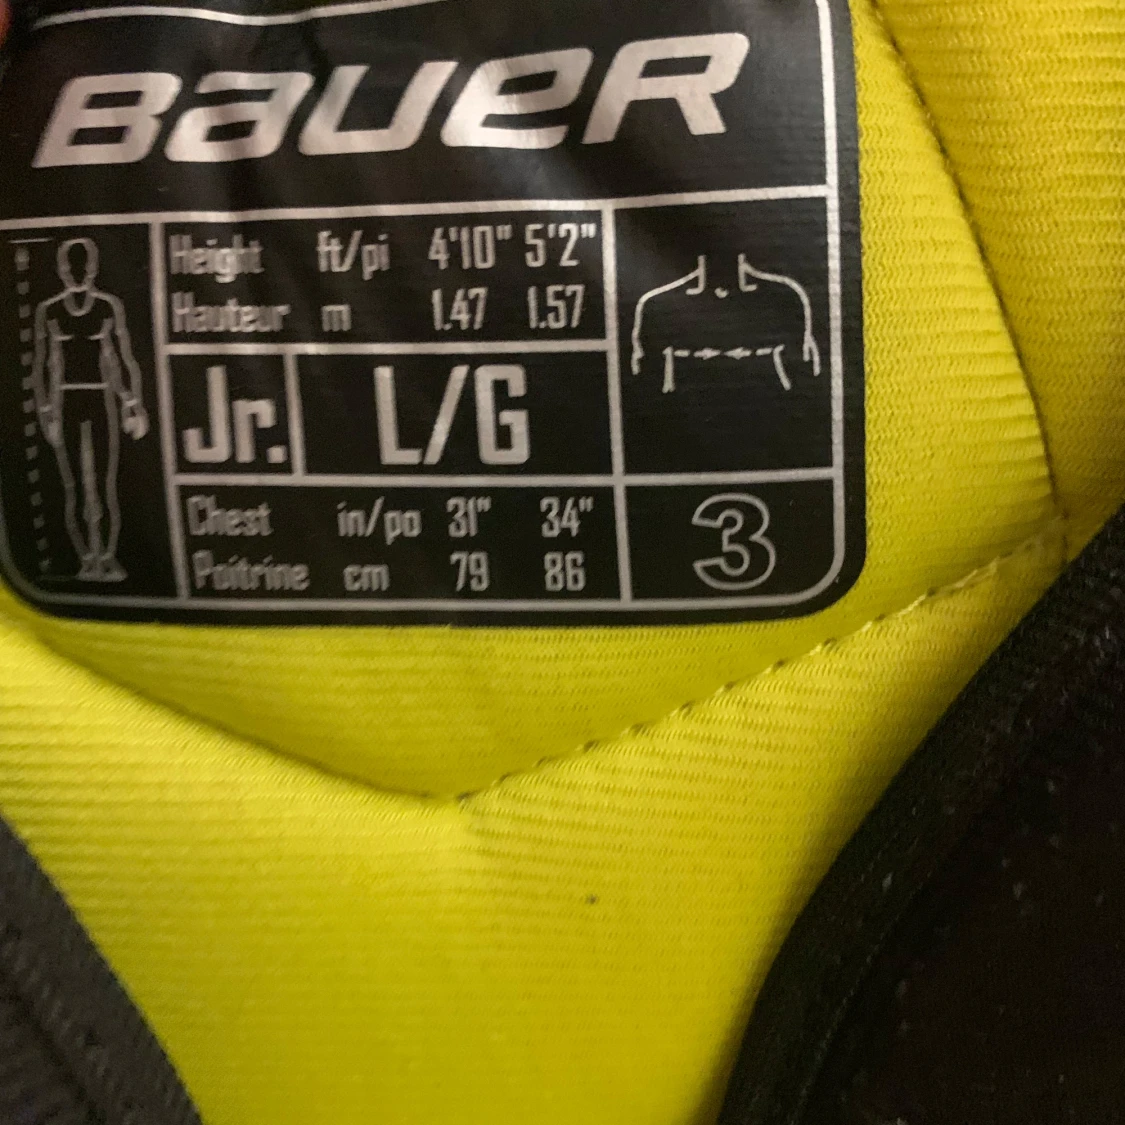 BAUER
Height ft/pi 4'10" 5'2"
Hauteur m 1.47 1.57
Jr. L/G
Chest in/po 31" 34"
Poitrine cm 79 86
3